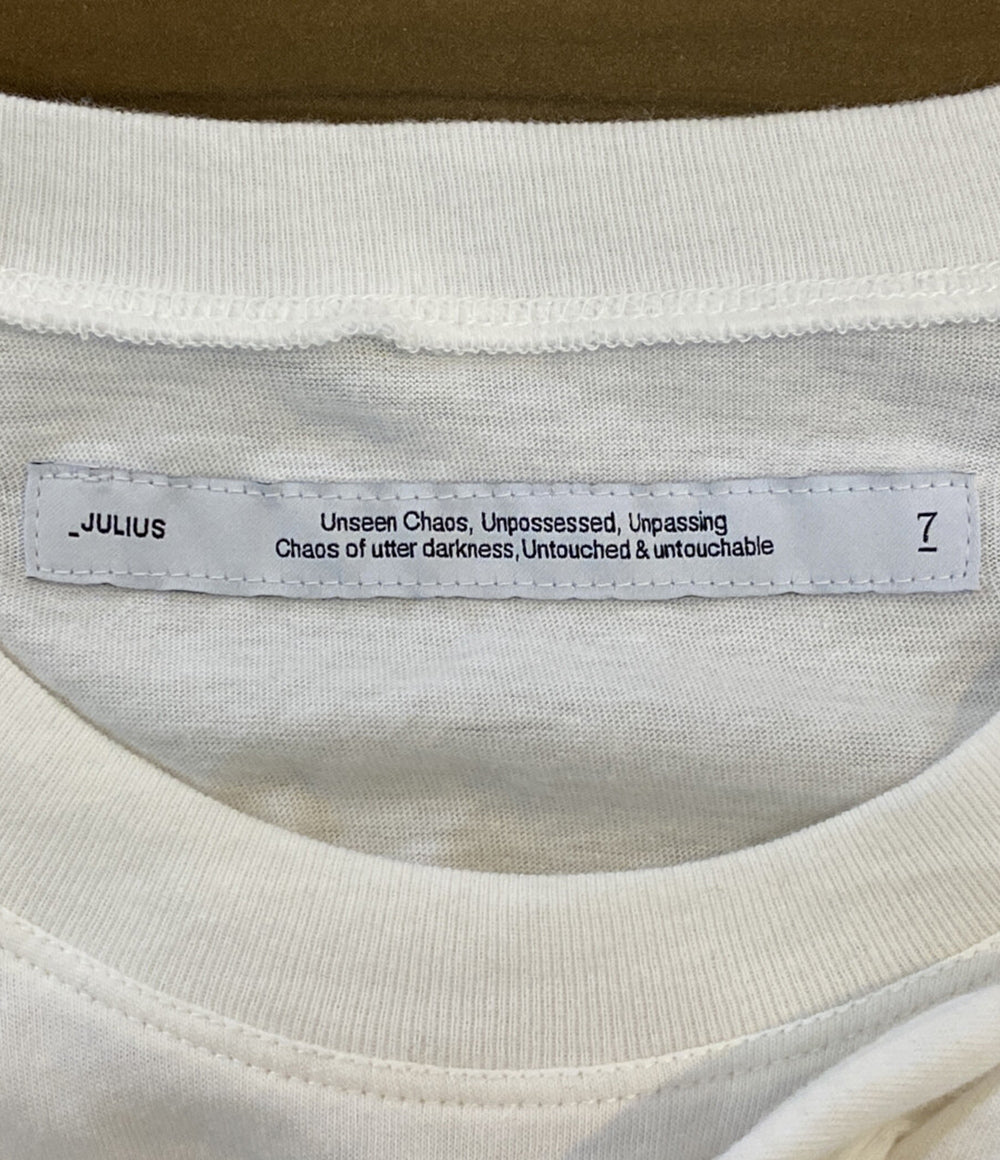 _JULIUS
Unseen Chaos, Unpossessed, Unpassing
Chaos of utter darkness, Untouched & untouchable
7